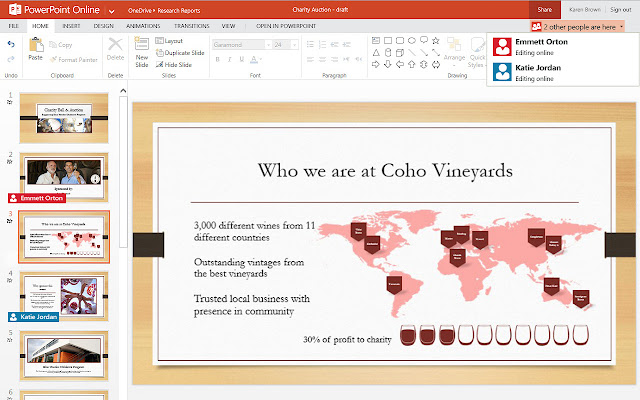 PowerPoint Online
OneDrive ▸ Research Reports
Charity Auction - draft
Share
Karen Brown
Sign out
FILE HOME INSERT DESIGN ANIMATIONS TRANSITIONS VIEW OPEN IN POWERPOINT
2 other people are here
Emmett Orton
Editing online
Katie Jordan
Editing online
Undo
Paste
Cut
Copy
Format Painter
Clipboard
Delete
New
Slide
Layout
Duplicate Slide
Hide Slide
Slides
Garamond 24
B I U
Font
Paragraph
Arrange
Quick
Styles
Drawing
1
Charity Ball & Auction
2
Sponsored by
Emmett Orton
3
Who we are at Coho Vineyards
4
Katie Jordan
5
6
Who we are at Coho Vineyards
3,000 different wines from 11
different countries
Outstanding vintages from
the best vineyards
Trusted local business with
presence in community
30% of profit to charity